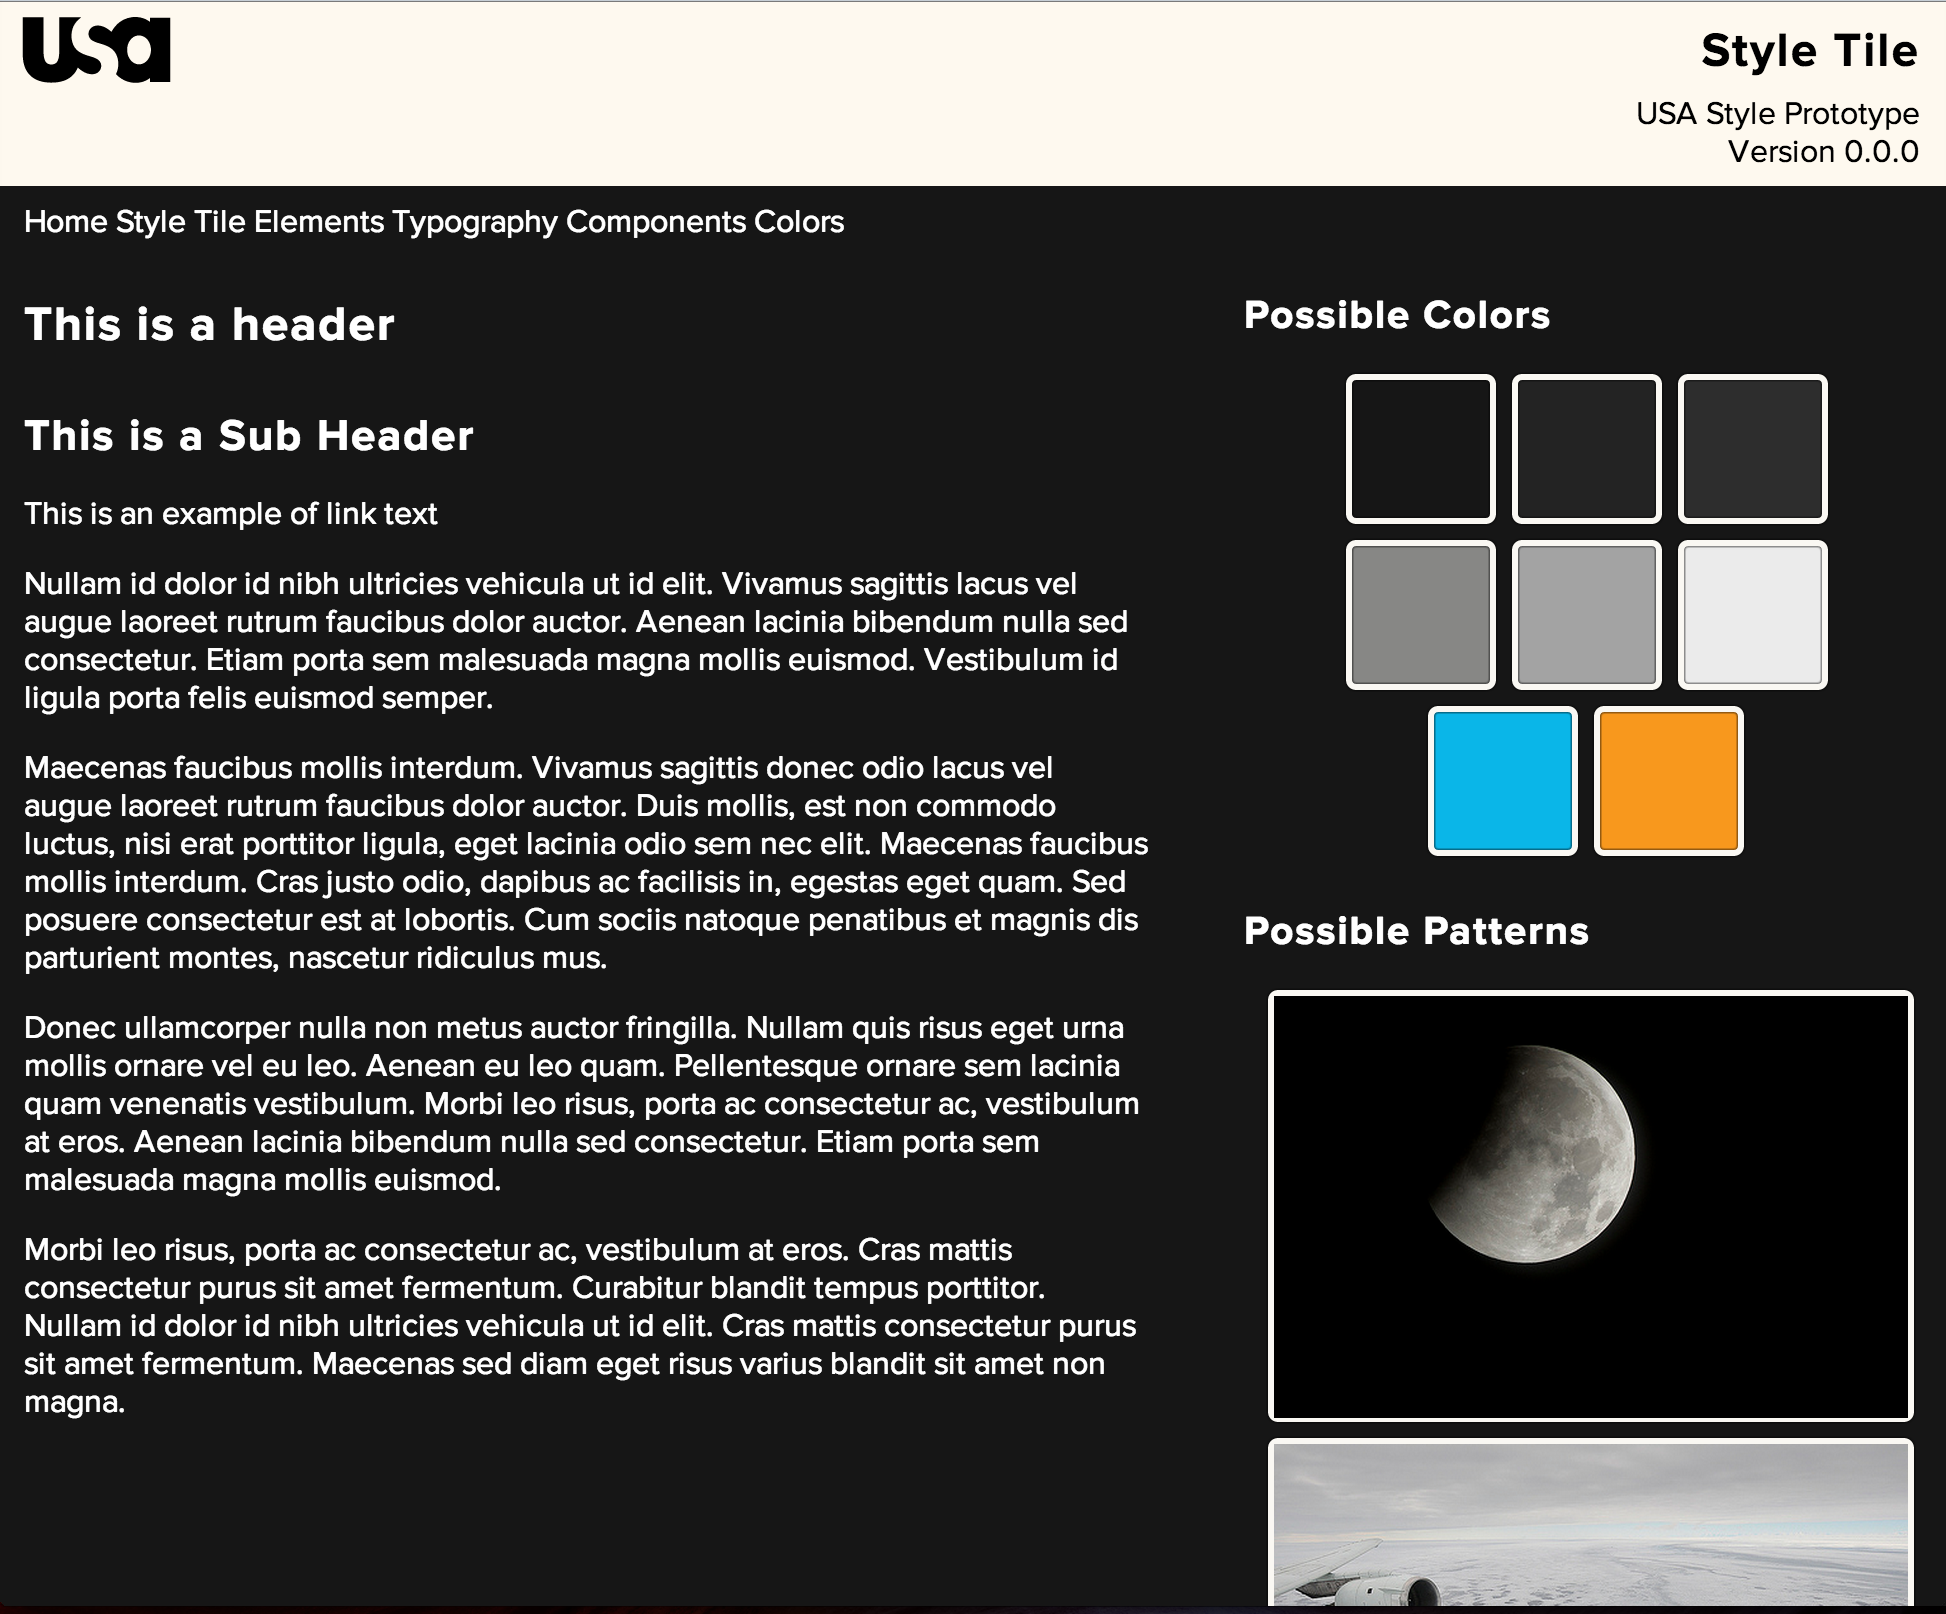 usa
Style Tile
USA Style Prototype
Version 0.0.0
Home Style Tile Elements Typography Components Colors
This is a header
This is a Sub Header
This is an example of link text
Nullam id dolor id nibh ultricies vehicula ut id elit. Vivamus sagittis lacus vel
augue laoreet rutrum faucibus dolor auctor. Aenean lacinia bibendum nulla sed
consectetur. Etiam porta sem malesuada magna mollis euismod. Vestibulum id
ligula porta felis euismod semper.
Maecenas faucibus mollis interdum. Vivamus sagittis donec odio lacus vel
augue laoreet rutrum faucibus dolor auctor. Duis mollis, est non commodo
luctus, nisi erat porttitor ligula, eget lacinia odio sem nec elit. Maecenas faucibus
mollis interdum. Cras justo odio, dapibus ac facilisis in, egestas eget quam. Sed
posuere consectetur est at lobortis. Cum sociis natoque penatibus et magnis dis
parturient montes, nascetur ridiculus mus.
Donec ullamcorper nulla non metus auctor fringilla. Nullam quis risus eget urna
mollis ornare vel eu leo. Aenean eu leo quam. Pellentesque ornare sem lacinia
quam venenatis vestibulum. Morbi leo risus, porta ac consectetur ac, vestibulum
at eros. Aenean lacinia bibendum nulla sed consectetur. Etiam porta sem
malesuada magna mollis euismod.
Morbi leo risus, porta ac consectetur ac, vestibulum at eros. Cras mattis
consectetur purus sit amet fermentum. Curabitur blandit tempus porttitor.
Nullam id dolor id nibh ultricies vehicula ut id elit. Cras mattis consectetur purus
sit amet fermentum. Maecenas sed diam eget risus varius blandit sit amet non
magna.
Possible Colors
Possible Patterns